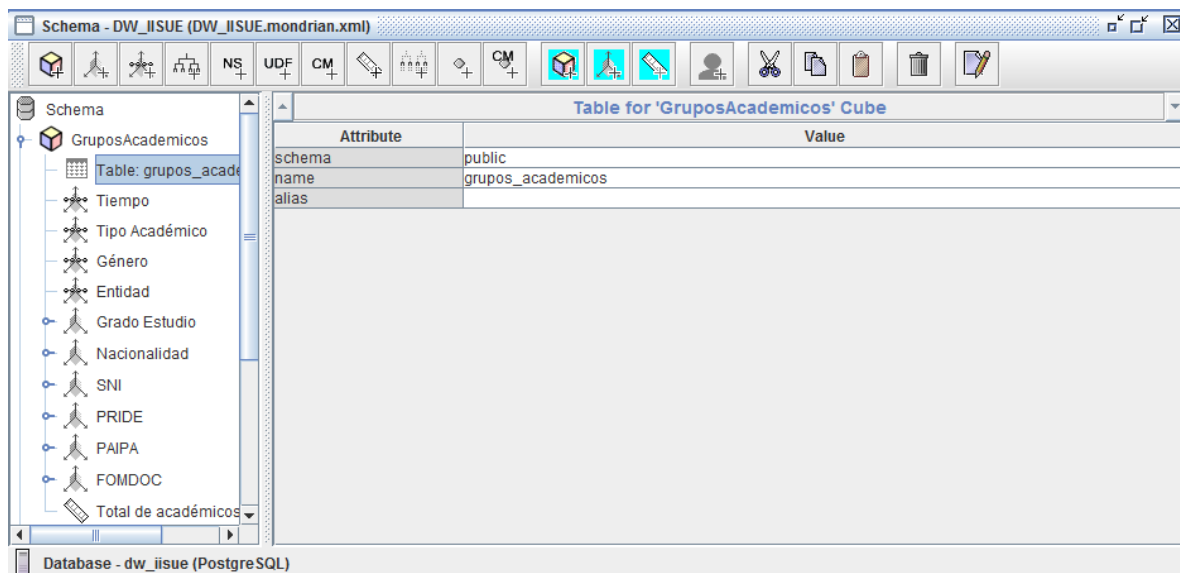 Schema - DW_IISUE (DW_IISUE.mondrian.xml)
NS UDF CM CM
Schema
GruposAcademicos
Table: grupos_acade
Tiempo
Tipo Académico
Género
Entidad
Grado Estudio
Nacionalidad
SNI
PRIDE
PAIPA
FOMDOC
Total de académicos
Table for 'GruposAcademicos' Cube
Attribute Value
schema public
name grupos_academicos
alias
Database - dw_iisue (PostgreSQL)